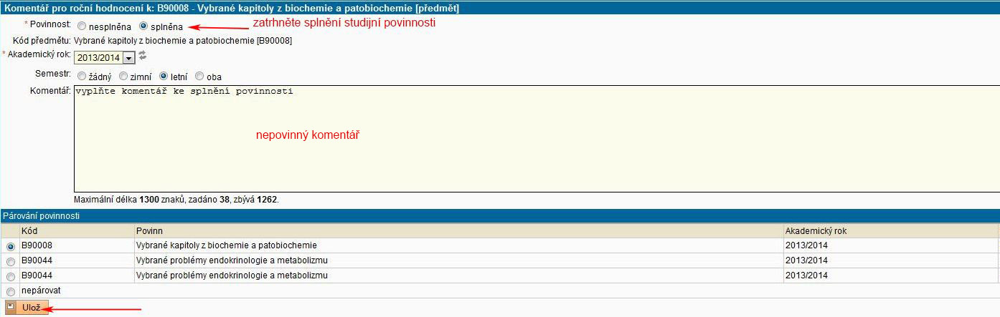 Komentář pro roční hodnocení k: B90008 - Vybrané kapitoly z biochemie a patobiochemie [předmět]
* Povinnost: nesplněna splněna zatrhněte splnění studijní povinnosti
Kód předmětu: Vybrané kapitoly z biochemie a patobiochemie [B90008]
* Akademický rok: 2013/2014
Semestr: žádný zimní letní oba
Komentář: vyplňte komentář ke splnění povinnosti
nepovinný komentář
Maximální délka 1300 znaků, zadáno 38, zbývá 1262.
Párování povinnosti
Kód Povinn Akademický rok
B90008 Vybrané kapitoly z biochemie a patobiochemie 2013/2014
B90044 Vybrané problémy endokrinologie a metabolizmu 2013/2014
B90044 Vybrané problémy endokrinologie a metabolizmu 2013/2014
nepárovat
Ulož